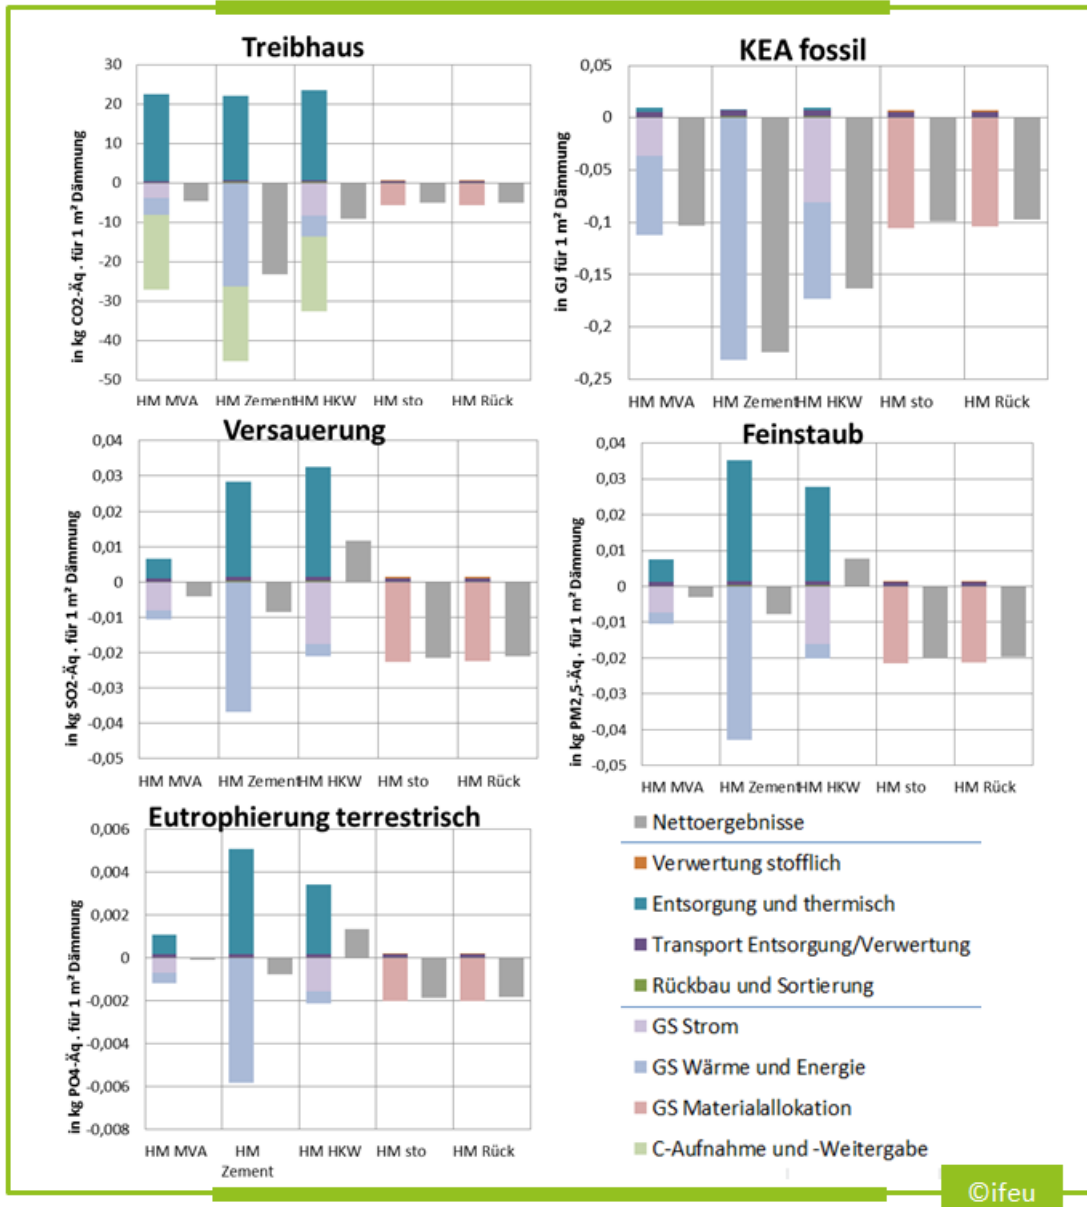 Treibhaus
in kg CO2-Äq . für 1 m² Dämmung
30
20
10
0
-10
-20
-30
-40
-50
HM MVA HM Zement HM HKW HM sto HM Rück
KEA fossil
in GJ für 1 m² Dämmung
0,05
0
-0,05
-0,1
-0,15
-0,2
-0,25
HM MVA HM Zement HM HKW HM sto HM Rück
Versauerung
in kg SO2-Äq . für 1 m² Dämmung
0,04
0,03
0,02
0,01
0
-0,01
-0,02
-0,03
-0,04
-0,05
HM MVA HM Zement HM HKW HM sto HM Rück
Feinstaub
in kg PM2,5-Äq . für 1 m² Dämmung
0,04
0,03
0,02
0,01
0
-0,01
-0,02
-0,03
-0,04
-0,05
HM MVA HM Zement HM HKW HM sto HM Rück
Eutrophierung terrestrisch
in kg PO4-Äq . für 1 m² Dämmung
0,006
0,004
0,002
0
-0,002
-0,004
-0,006
-0,008
HM MVA HM HM HKW HM sto HM Rück
Zement
Nettoergebnisse
Verwertung stofflich
Entsorgung und thermisch
Transport Entsorgung/Verwertung
Rückbau und Sortierung
GS Strom
GS Wärme und Energie
GS Materialallokation
C-Aufnahme und -Weitergabe
©ifeu